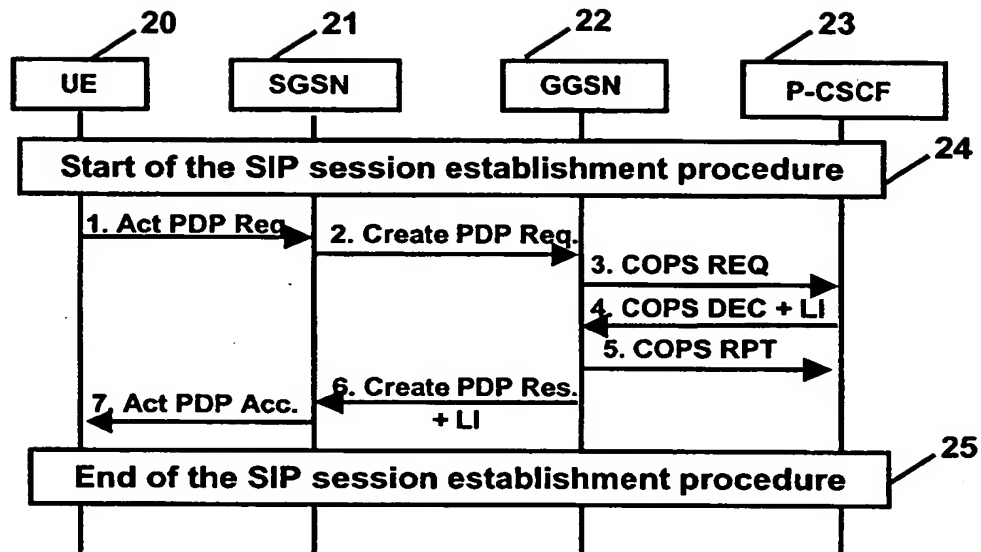 20 21 22 23
UE SGSN GGSN P-CSCF
Start of the SIP session establishment procedure
24
1. Act PDP Req.
2. Create PDP Req.
3. COPS REQ
4. COPS DEC + LI
5. COPS RPT
6. Create PDP Res.
+ LI
7. Act PDP Acc.
End of the SIP session establishment procedure
25